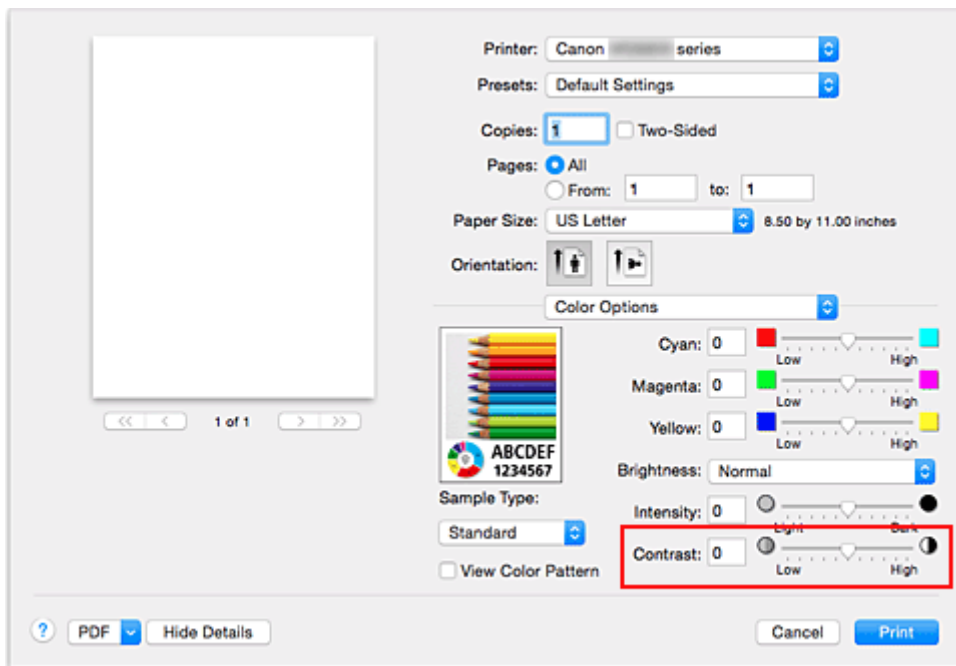 Printer: Canon series
Presets: Default Settings
Copies: 1 Two-Sided
Pages: All
From: 1 to: 1
Paper Size: US Letter 8.50 by 11.00 inches
Orientation:
Color Options
Cyan: 0
Low High
Magenta: 0
Low High
Yellow: 0
Low High
ABCDEF
1234567
Brightness: Normal
Sample Type:
Intensity: 0
Light Dark
Standard
Contrast: 0
Low High
View Color Pattern
<< < 1 of 1 > >>
? PDF Hide Details Cancel Print